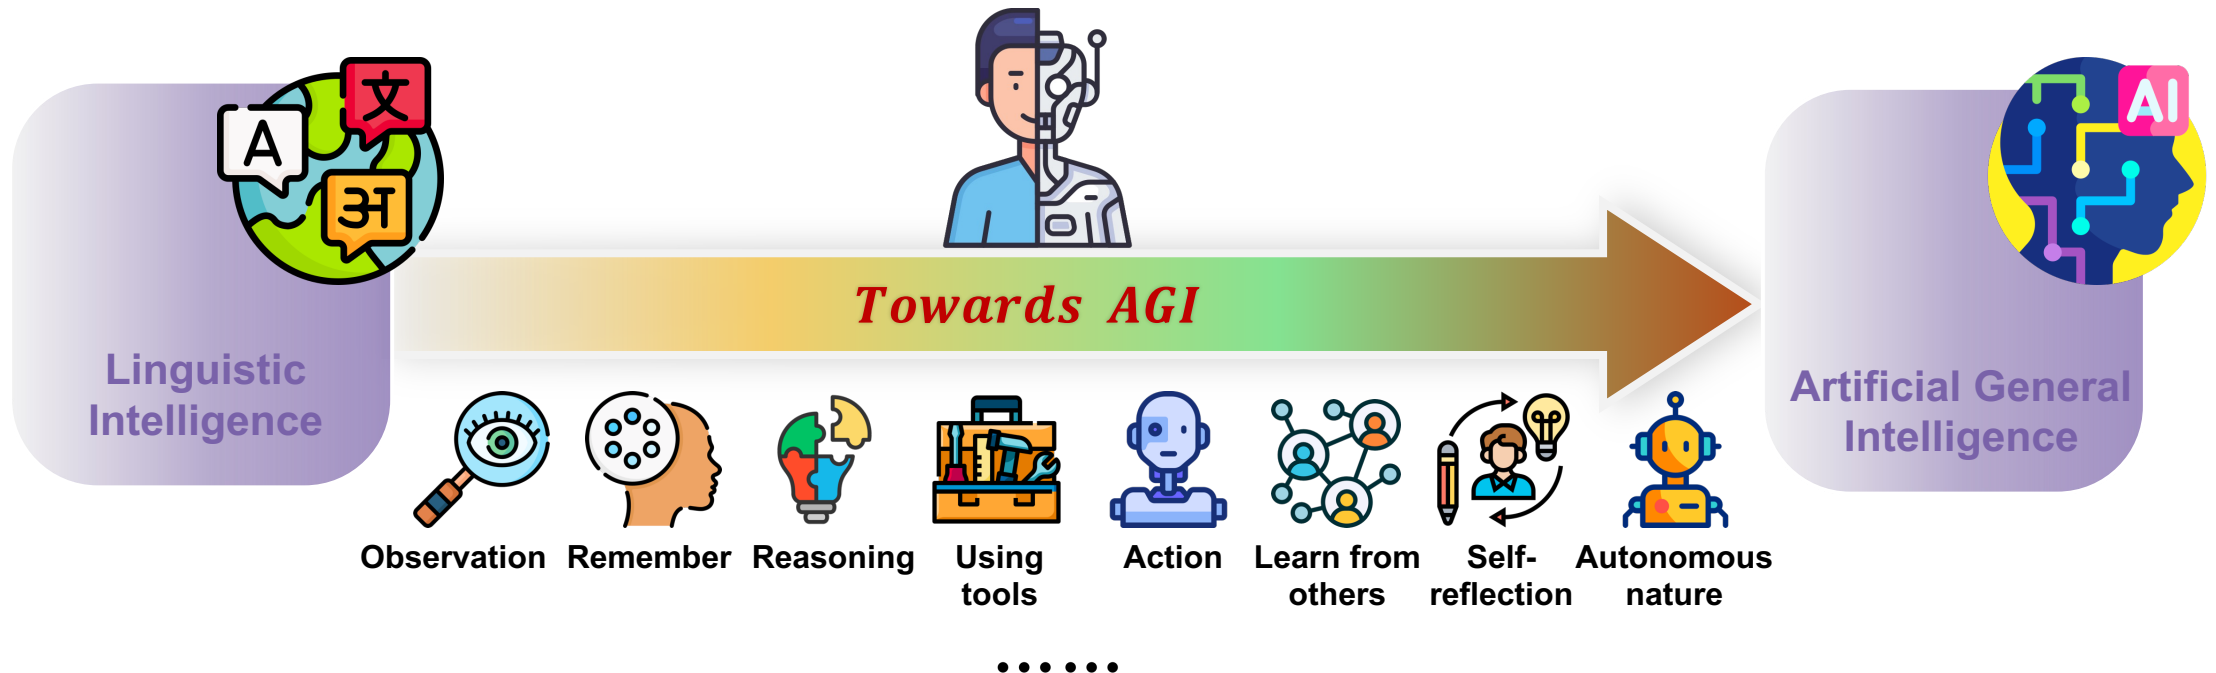 文
A
अ
AI
Towards AGI
Linguistic
Intelligence
Artificial General
Intelligence
Observation
Remember
Reasoning
Using
tools
Action
Learn from
others
Self-
reflection
Autonomous
nature
……